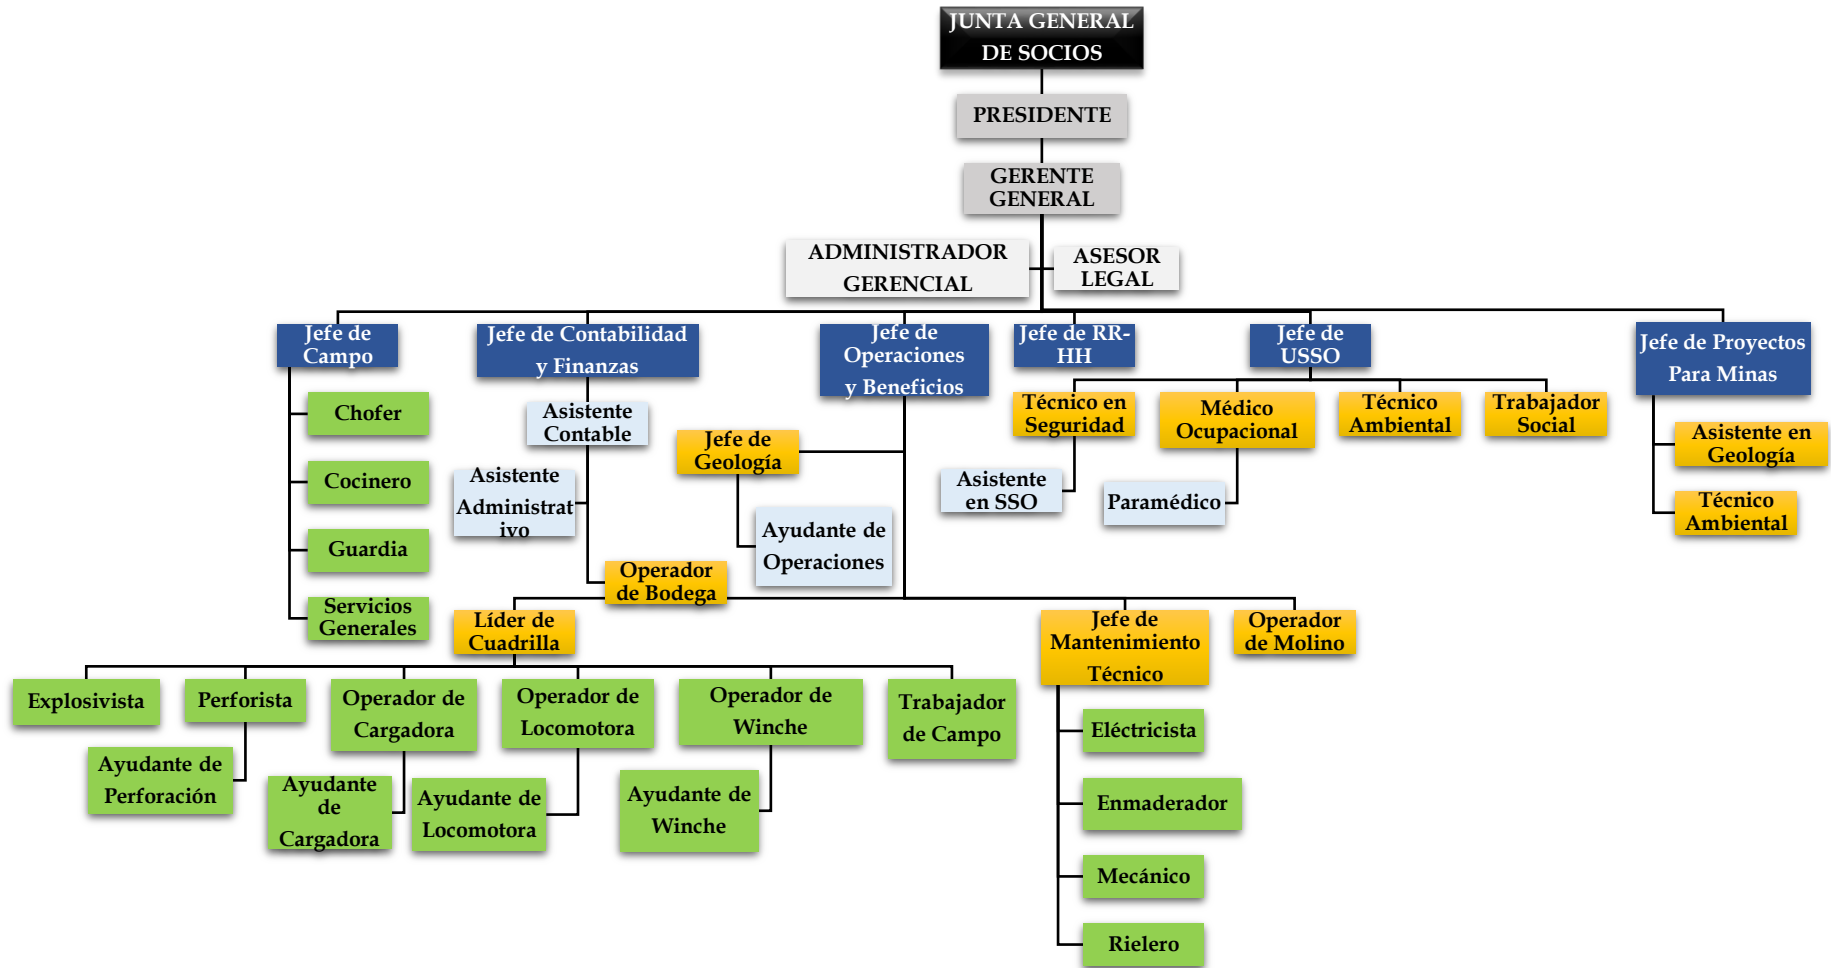 JUNTA GENERAL
DE SOCIOS
PRESIDENTE
GERENTE
GENERAL
ADMINISTRADOR
GERENCIAL
ASESOR
LEGAL
Jefe de
Campo
Jefe de Contabilidad
y Finanzas
Jefe de
Operaciones
y Beneficios
Jefe de RR-
HH
Jefe de
USSO
Jefe de Proyectos
Para Minas
Chofer
Cocinero
Guardia
Servicios
Generales
Asistente
Contable
Asistente
Administrat
ivo
Operador
de Bodega
Jefe de
Geología
Ayudante de
Operaciones
Técnico en
Seguridad
Asistente
en SSO
Médico
Ocupacional
Paramédico
Técnico
Ambiental
Trabajador
Social
Asistente en
Geología
Técnico
Ambiental
Líder de
Cuadrilla
Jefe de
Mantenimiento
Técnico
Operador
de Molino
Explosivista
Perforista
Operador de
Cargadora
Operador de
Locomotora
Operador de
Winche
Trabajador
de Campo
Ayudante de
Perforación
Ayudante
de
Cargadora
Ayudante de
Locomotora
Ayudante de
Winche
Eléctricista
Enmaderador
Mecánico
Rielero